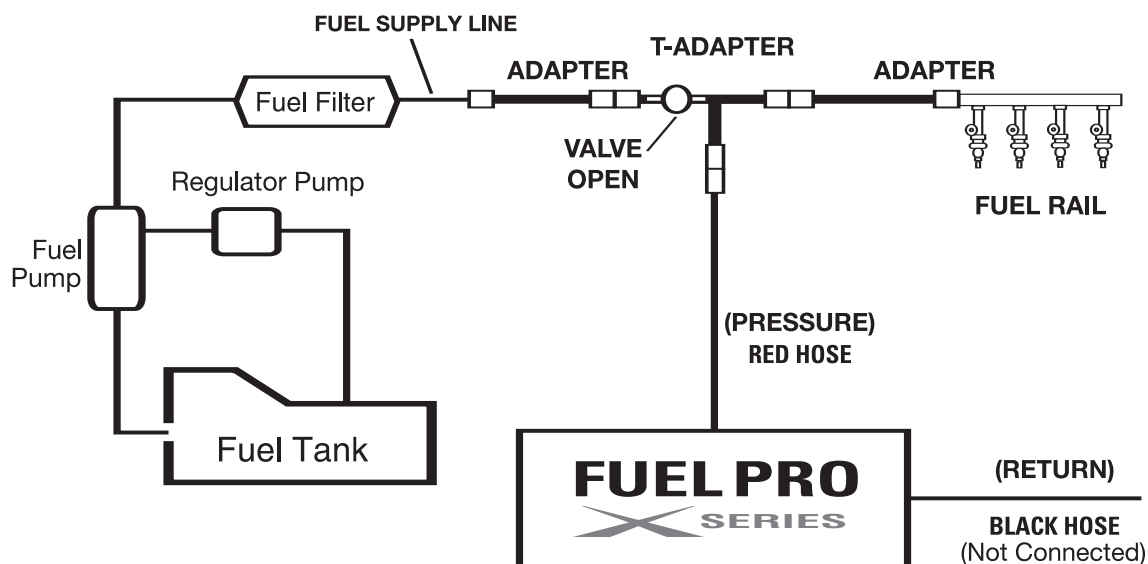 FUEL SUPPLY LINE
T-ADAPTER
ADAPTER
ADAPTER
Fuel Filter
VALVE
OPEN
Regulator Pump
FUEL RAIL
Fuel
Pump
(PRESSURE)
RED HOSE
Fuel Tank
FUEL PRO
X SERIES
(RETURN)
BLACK HOSE
(Not Connected)